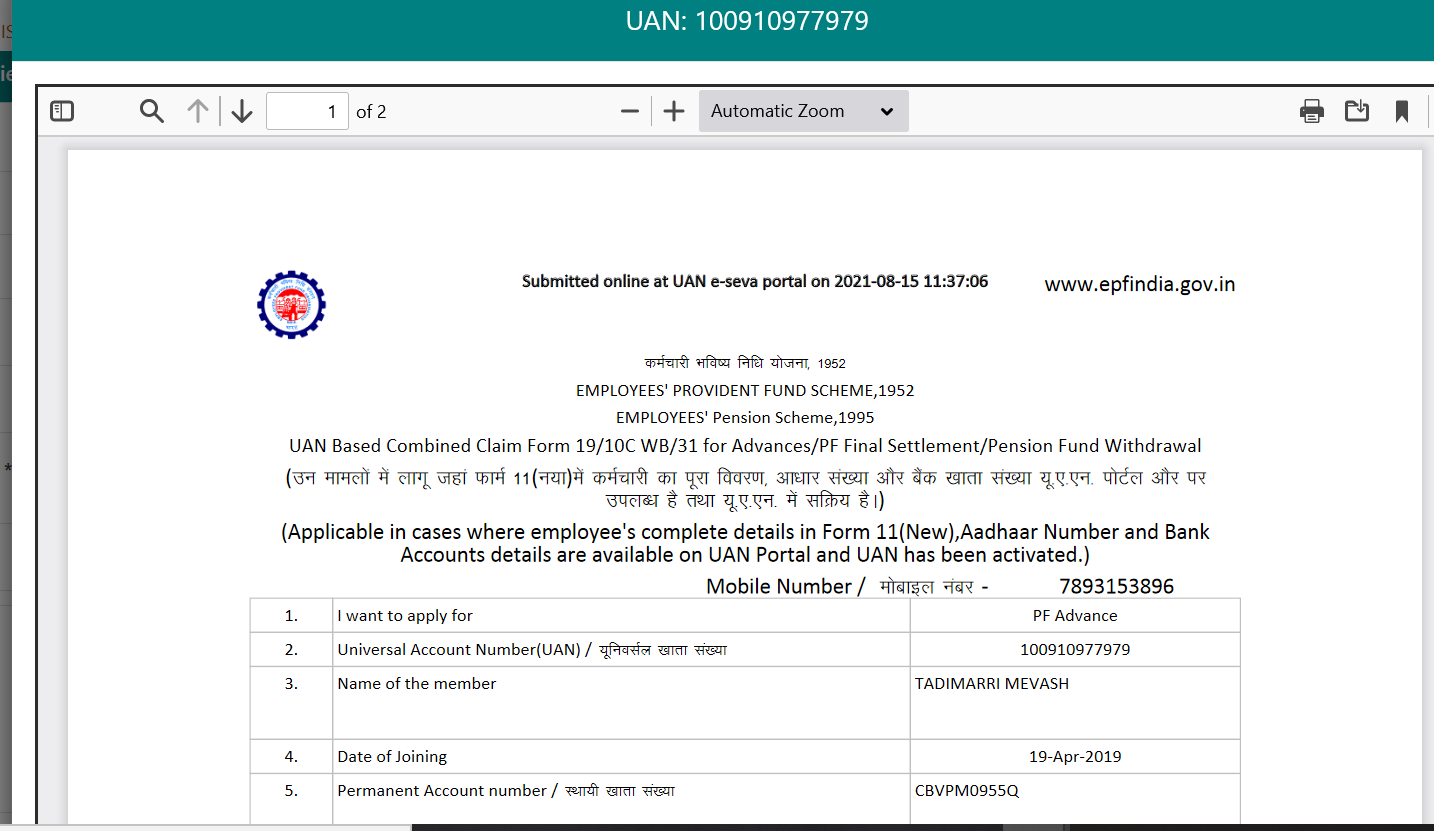 UAN: 100910977979
1 of 2
Automatic Zoom
Submitted online at UAN e-seva portal on 2021-08-15 11:37:06
www.epfindia.gov.in
कर्मचारी भविष्य निधि योजना, 1952
EMPLOYEES' PROVIDENT FUND SCHEME,1952
EMPLOYEES' Pension Scheme,1995
UAN Based Combined Claim Form 19/10C WB/31 for Advances/PF Final Settlement/Pension Fund Withdrawal
(उन मामलों में लागू जहां फार्म 11(नया)में कर्मचारी का पूरा विवरण, आधार संख्या और बैंक खाता संख्या यू.ए.एन. पोर्टल और पर
उपलब्ध है तथा यू.ए.एन. में सक्रिय है।)
(Applicable in cases where employee's complete details in Form 11(New),Aadhaar Number and Bank
Accounts details are available on UAN Portal and UAN has been activated.)
Mobile Number / मोबाइल नंबर - 7893153896
1. I want to apply for PF Advance
2. Universal Account Number(UAN) / यूनिवर्सल खाता संख्या 100910977979
3. Name of the member TADIMARRI MEVASH
4. Date of Joining 19-Apr-2019
5. Permanent Account number / स्थायी खाता संख्या CBVPM0955Q